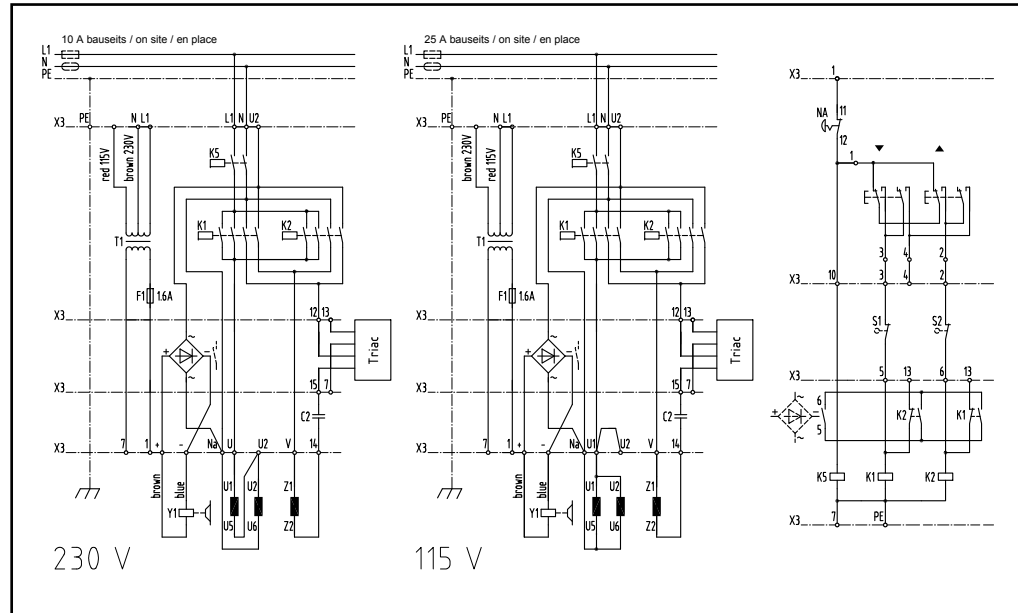 10 A bauseits / on site / en place
L1
N
PE
X3
PE
N L1
L1 N U2
red 115V
brown 230V
K5
K1
K2
T1
F1 1.6A
X3
12 13
+ ~ -
~
Triac
X3
15 7
C2
7 1 + - Na U U2 V 14
brown
blue
U1 U2 Z1
Y1
U5 U6 Z2
230 V
25 A bauseits / on site / en place
L1
N
PE
X3
PE
N L1
L1 N U2
red 115V
brown 230V
K5
K1
K2
T1
F1 1.6A
X3
12 13
+ ~ -
~
Triac
X3
15 7
C2
7 1 + - Na U1 U2 V 14
brown
blue
U1 U2 Z1
Y1
U5 U6 Z2
115 V
X3
1
NA
11
12
1
3 4 2
10 3 4 2
X3
S1 S2
X3
5 13 6 13
+ ~ -
~
6
5
K2 K1
K5 K1 K2
X3
7 PE